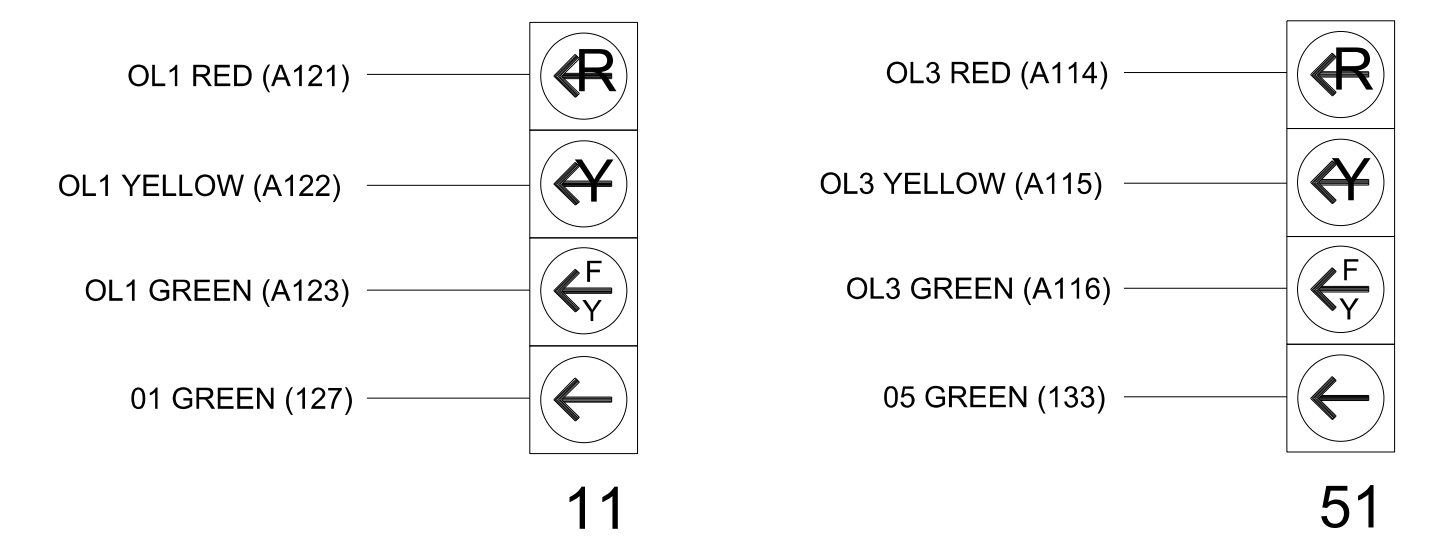 OL1 RED (A121)
R
OL1 YELLOW (A122)
Y
OL1 GREEN (A123)
F
Y
01 GREEN (127)
11
OL3 RED (A114)
R
OL3 YELLOW (A115)
Y
OL3 GREEN (A116)
F
Y
05 GREEN (133)
51